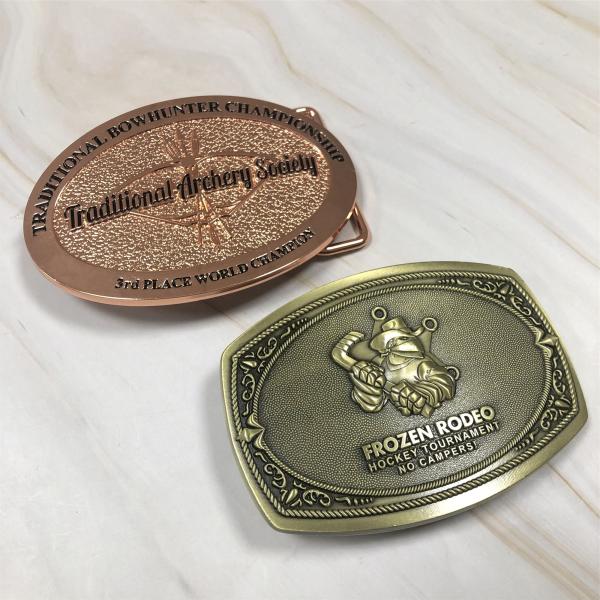 TRADITIONAL BOWHUNTER CHAMPIONSHiP
Traditional Archery Society
3rd PLACE WORLD CHAMPION
FROZEN RODEO
HOCKEY TOURNAMENT
NO CAMPERS!